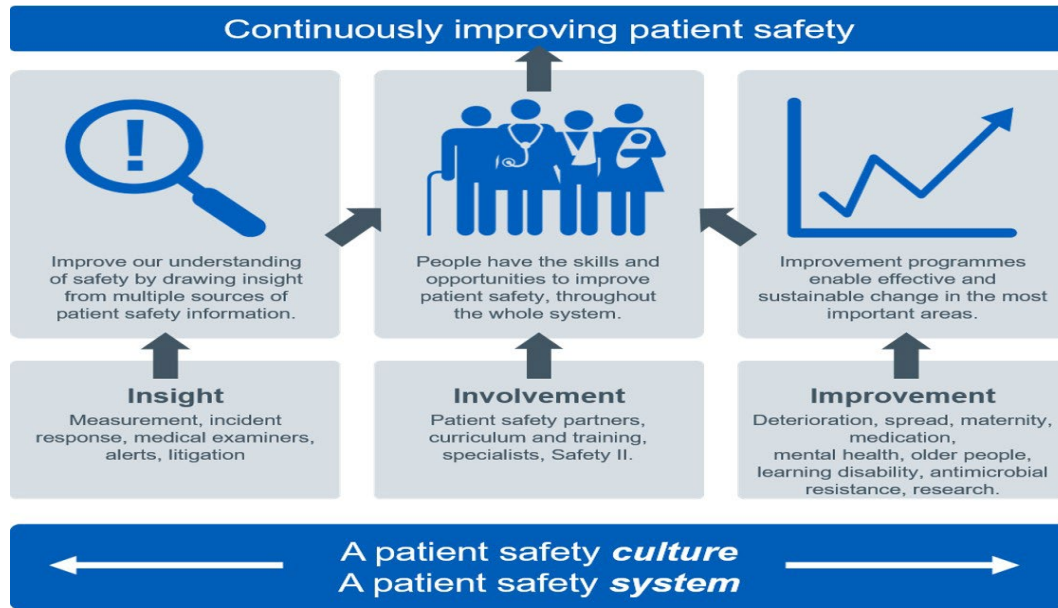 Continuously improving patient safety
!
Improve our understanding
of safety by drawing insight
from multiple sources of
patient safety information.
People have the skills and
opportunities to improve
patient safety, throughout
the whole system.
Improvement programmes
enable effective and
sustainable change in the most
important areas.
Insight
Measurement, incident
response, medical examiners,
alerts, litigation
Involvement
Patient safety partners,
curriculum and training,
specialists, Safety II.
Improvement
Deterioration, spread, maternity,
medication,
mental health, older people,
learning disability, antimicrobial
resistance, research.
A patient safety culture
A patient safety system